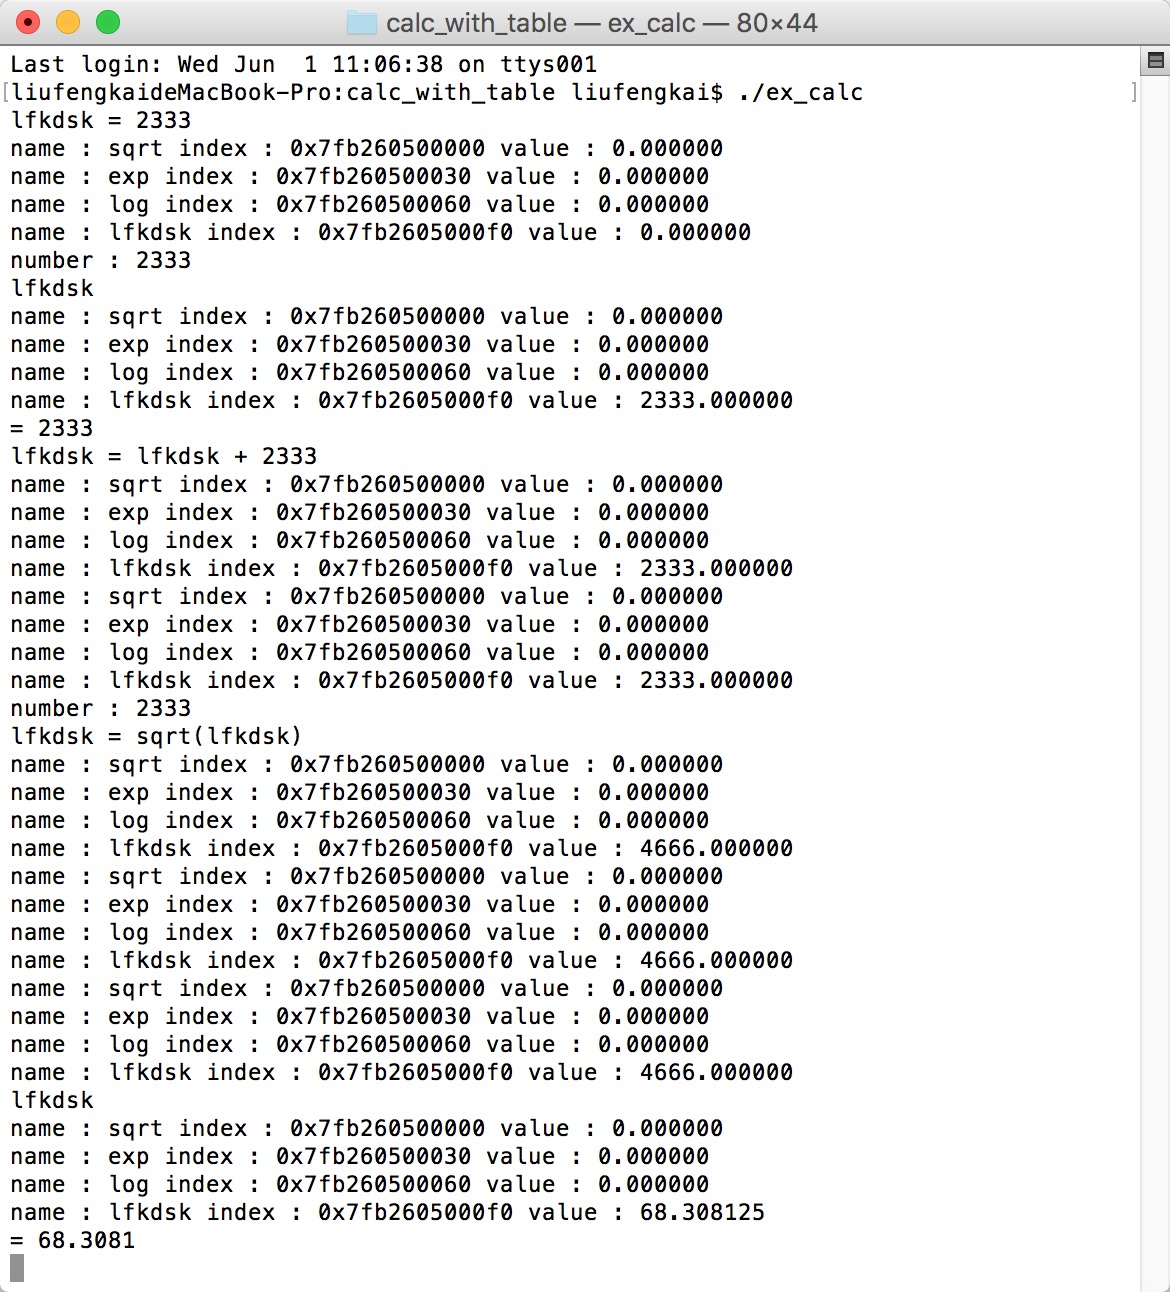 calc_with_table — ex_calc — 80×44
Last login: Wed Jun  1 11:06:38 on ttys001
[liufengkaideMacBook-Pro:calc_with_table liufengkai$ ./ex_calc ]
lfkdsk = 2333
name : sqrt index : 0x7fb260500000 value : 0.000000
name : exp index : 0x7fb260500030 value : 0.000000
name : log index : 0x7fb260500060 value : 0.000000
name : lfkdsk index : 0x7fb2605000f0 value : 0.000000
number : 2333
lfkdsk
name : sqrt index : 0x7fb260500000 value : 0.000000
name : exp index : 0x7fb260500030 value : 0.000000
name : log index : 0x7fb260500060 value : 0.000000
name : lfkdsk index : 0x7fb2605000f0 value : 2333.000000
= 2333
lfkdsk = lfkdsk + 2333
name : sqrt index : 0x7fb260500000 value : 0.000000
name : exp index : 0x7fb260500030 value : 0.000000
name : log index : 0x7fb260500060 value : 0.000000
name : lfkdsk index : 0x7fb2605000f0 value : 2333.000000
name : sqrt index : 0x7fb260500000 value : 0.000000
name : exp index : 0x7fb260500030 value : 0.000000
name : log index : 0x7fb260500060 value : 0.000000
name : lfkdsk index : 0x7fb2605000f0 value : 2333.000000
number : 2333
lfkdsk = sqrt(lfkdsk)
name : sqrt index : 0x7fb260500000 value : 0.000000
name : exp index : 0x7fb260500030 value : 0.000000
name : log index : 0x7fb260500060 value : 0.000000
name : lfkdsk index : 0x7fb2605000f0 value : 4666.000000
name : sqrt index : 0x7fb260500000 value : 0.000000
name : exp index : 0x7fb260500030 value : 0.000000
name : log index : 0x7fb260500060 value : 0.000000
name : lfkdsk index : 0x7fb2605000f0 value : 4666.000000
name : sqrt index : 0x7fb260500000 value : 0.000000
name : exp index : 0x7fb260500030 value : 0.000000
name : log index : 0x7fb260500060 value : 0.000000
name : lfkdsk index : 0x7fb2605000f0 value : 4666.000000
lfkdsk
name : sqrt index : 0x7fb260500000 value : 0.000000
name : exp index : 0x7fb260500030 value : 0.000000
name : log index : 0x7fb260500060 value : 0.000000
name : lfkdsk index : 0x7fb2605000f0 value : 68.308125
= 68.3081